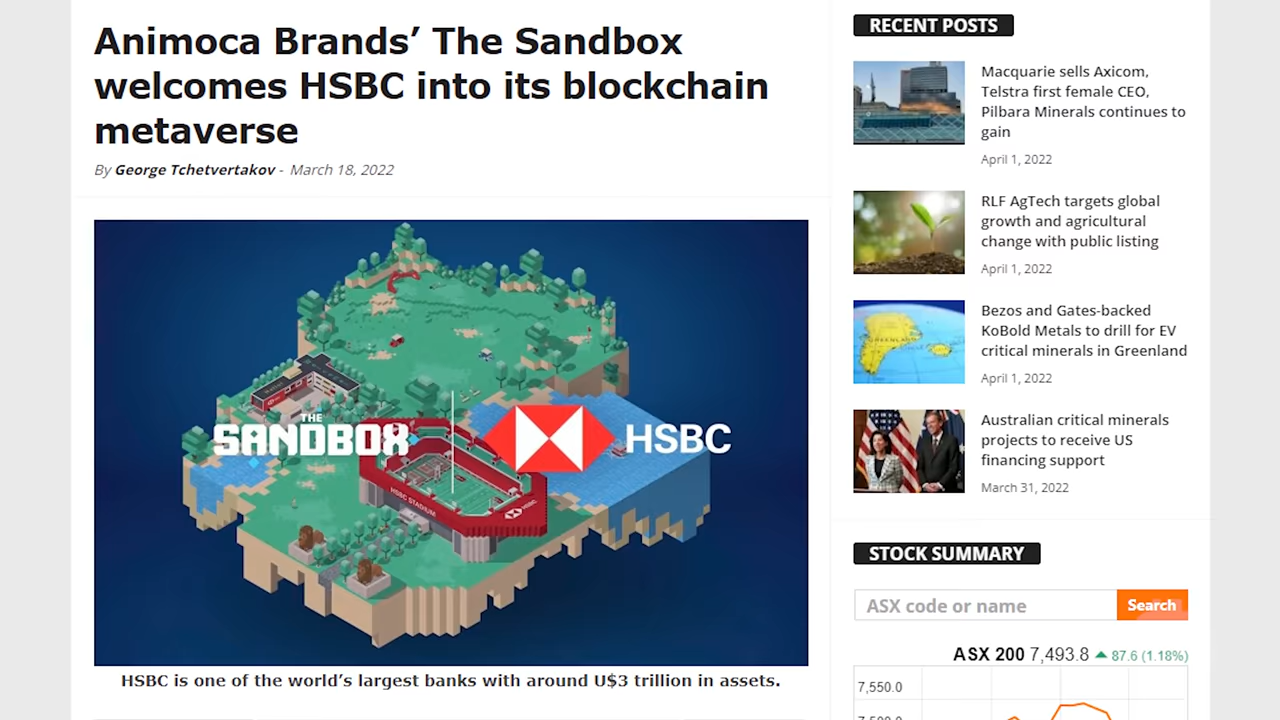 Animoca Brands’ The Sandbox
welcomes HSBC into its blockchain
metaverse
By George Tchetvertakov - March 18, 2022
THE
SANDBOX
HSBC
HSBC STADIUM
HSBC
HSBC is one of the world’s largest banks with around U$3 trillion in assets.
RECENT POSTS
Macquarie sells Axicom,
Telstra first female CEO,
Pilbara Minerals continues to
gain
April 1, 2022
RLF AgTech targets global
growth and agricultural
change with public listing
April 1, 2022
GREENLAND
Bezos and Gates-backed
KoBold Metals to drill for EV
critical minerals in Greenland
April 1, 2022
Australian critical minerals
projects to receive US
financing support
March 31, 2022
STOCK SUMMARY
ASX code or name
Search
ASX 200 7,493.8 87.6 (1.18%)
7,550.0